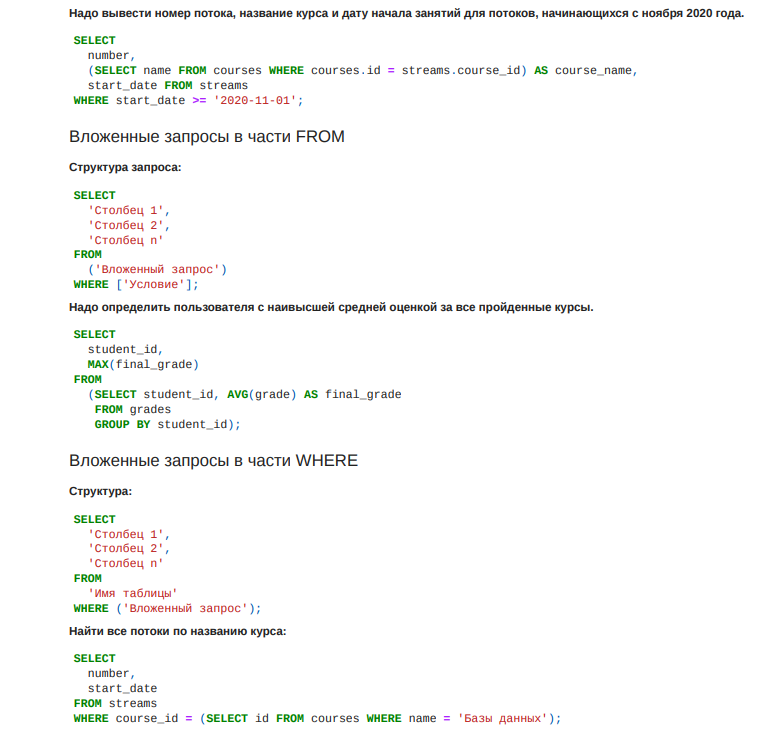 Надо вывести номер потока, название курса и дату начала занятий для потоков, начинающихся с ноября 2020 года.
SELECT
number,
(SELECT name FROM courses WHERE courses.id = streams.course_id) AS course_name,
start_date FROM streams
WHERE start_date >= '2020-11-01';
Вложенные запросы в части FROM
Структура запроса:
SELECT
'Столбец 1',
'Столбец 2',
'Столбец n'
FROM
('Вложенный запрос')
WHERE ['Условие'];
Надо определить пользователя с наивысшей средней оценкой за все пройденные курсы.
SELECT
student_id,
MAX(final_grade)
FROM
(SELECT student_id, AVG(grade) AS final_grade
FROM grades
GROUP BY student_id);
Вложенные запросы в части WHERE
Структура:
SELECT
'Столбец 1',
'Столбец 2',
'Столбец n'
FROM
'Имя таблицы'
WHERE ('Вложенный запрос');
Найти все потоки по названию курса:
SELECT
number,
start_date
FROM streams
WHERE course_id = (SELECT id FROM courses WHERE name = 'Базы данных');